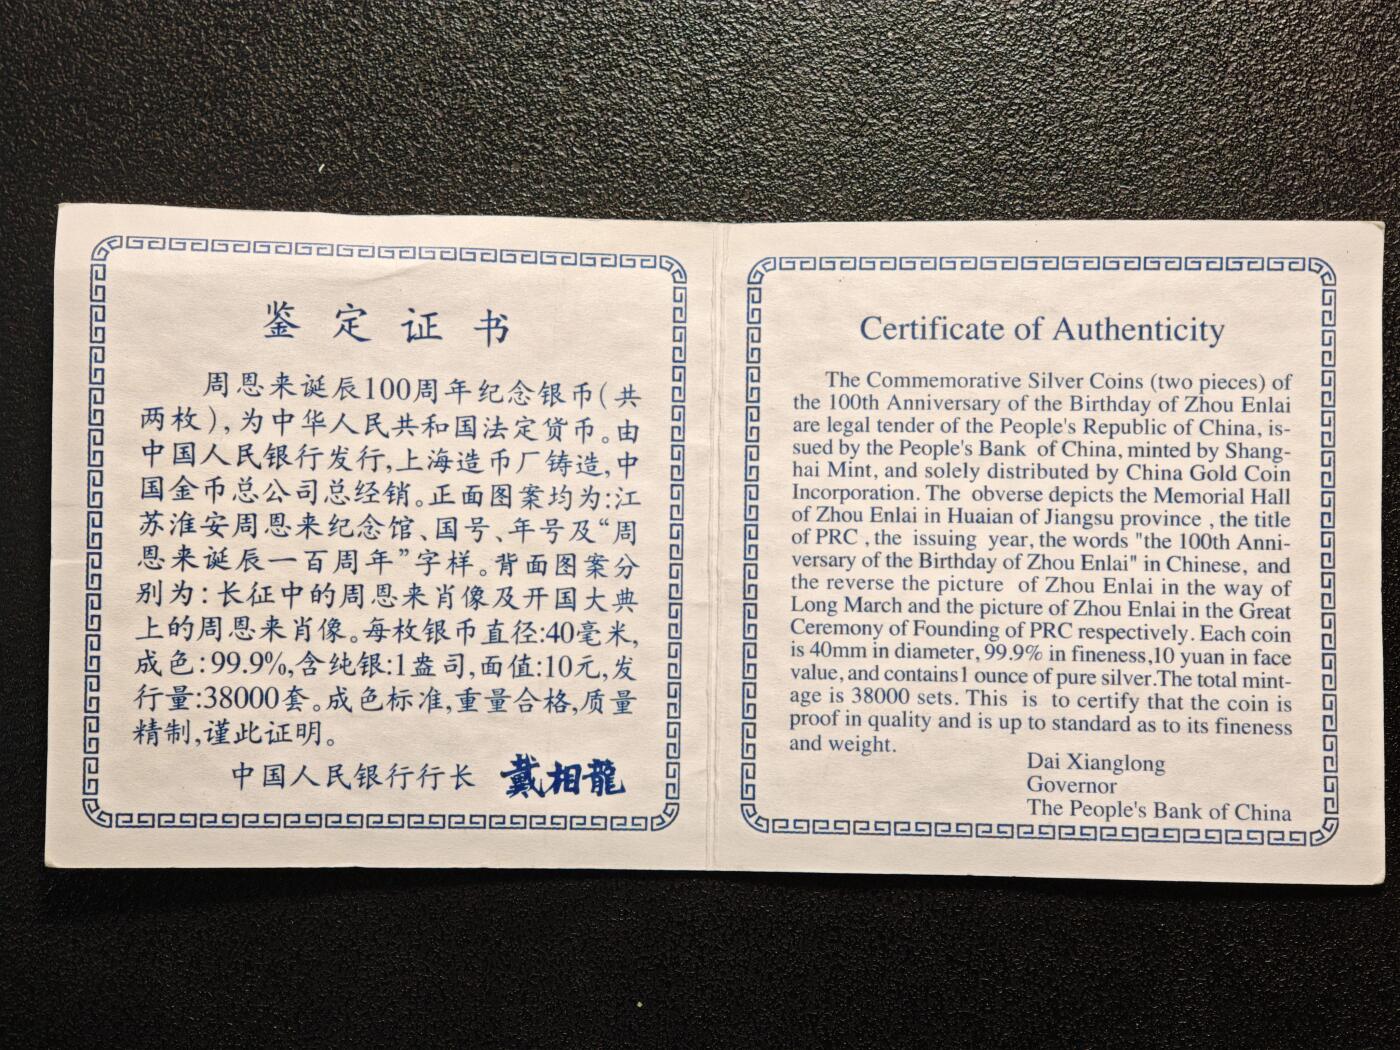 鉴定证书
周恩来诞辰100周年纪念银币(共
两枚),为中华人民共和国法定货币。由
中国人民银行发行,上海造币厂铸造,中
国金币总公司总经销。正面图案均为:江
苏淮安周恩来纪念馆、国号、年号及“周
恩来诞辰一百周年”字样。背面图案分
别为:长征中的周恩来肖像及开国大典
上的周恩来肖像。每枚银币直径:40毫米,
成色:99.9%,含纯银:1盎司,面值:10元,发
行量:38000套。成色标准,重量合格,质量
精制,谨此证明。
中国人民银行行长 戴相龍
Certificate of Authenticity
The Commemorative Silver Coins (two pieces) of
the 100th Anniversary of the Birthday of Zhou Enlai
are legal tender of the People's Republic of China, is-
sued by the People's Bank of China, minted by Shang-
hai Mint, and solely distributed by China Gold Coin
Incorporation. The obverse depicts the Memorial Hall
of Zhou Enlai in Huaian of Jiangsu province , the title
of PRC , the issuing year, the words "the 100th Anni-
versary of the Birthday of Zhou Enlai" in Chinese, and
the reverse the picture of Zhou Enlai in the way of
Long March and the picture of Zhou Enlai in the Great
Ceremony of Founding of PRC respectively. Each coin
is 40mm in diameter, 99.9% in fineness,10 yuan in face
value, and contains1 ounce of pure silver.The total mint-
age is 38000 sets. This is to certify that the coin is
proof in quality and is up to standard as to its fineness
and weight.
Dai Xianglong
Governor
The People's Bank of China